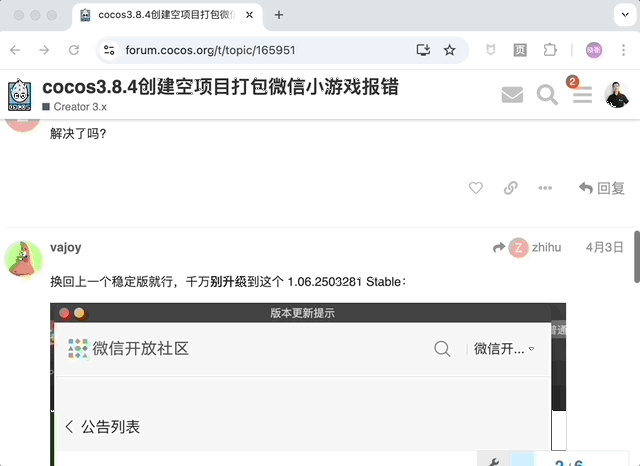 cocos3.8.4创建空项目打包微信
forum.cocos.org/t/topic/165951
cocos3.8.4创建空项目打包微信小游戏报错
Creator 3.x
2
解决了吗?
回复
vajoy
Z zhihu
4月3日
换回上一个稳定版就行，千万别升级到这个 1.06.2503281 Stable：
版本更新提示
普通
微信开放社区
微信开...
公告列表